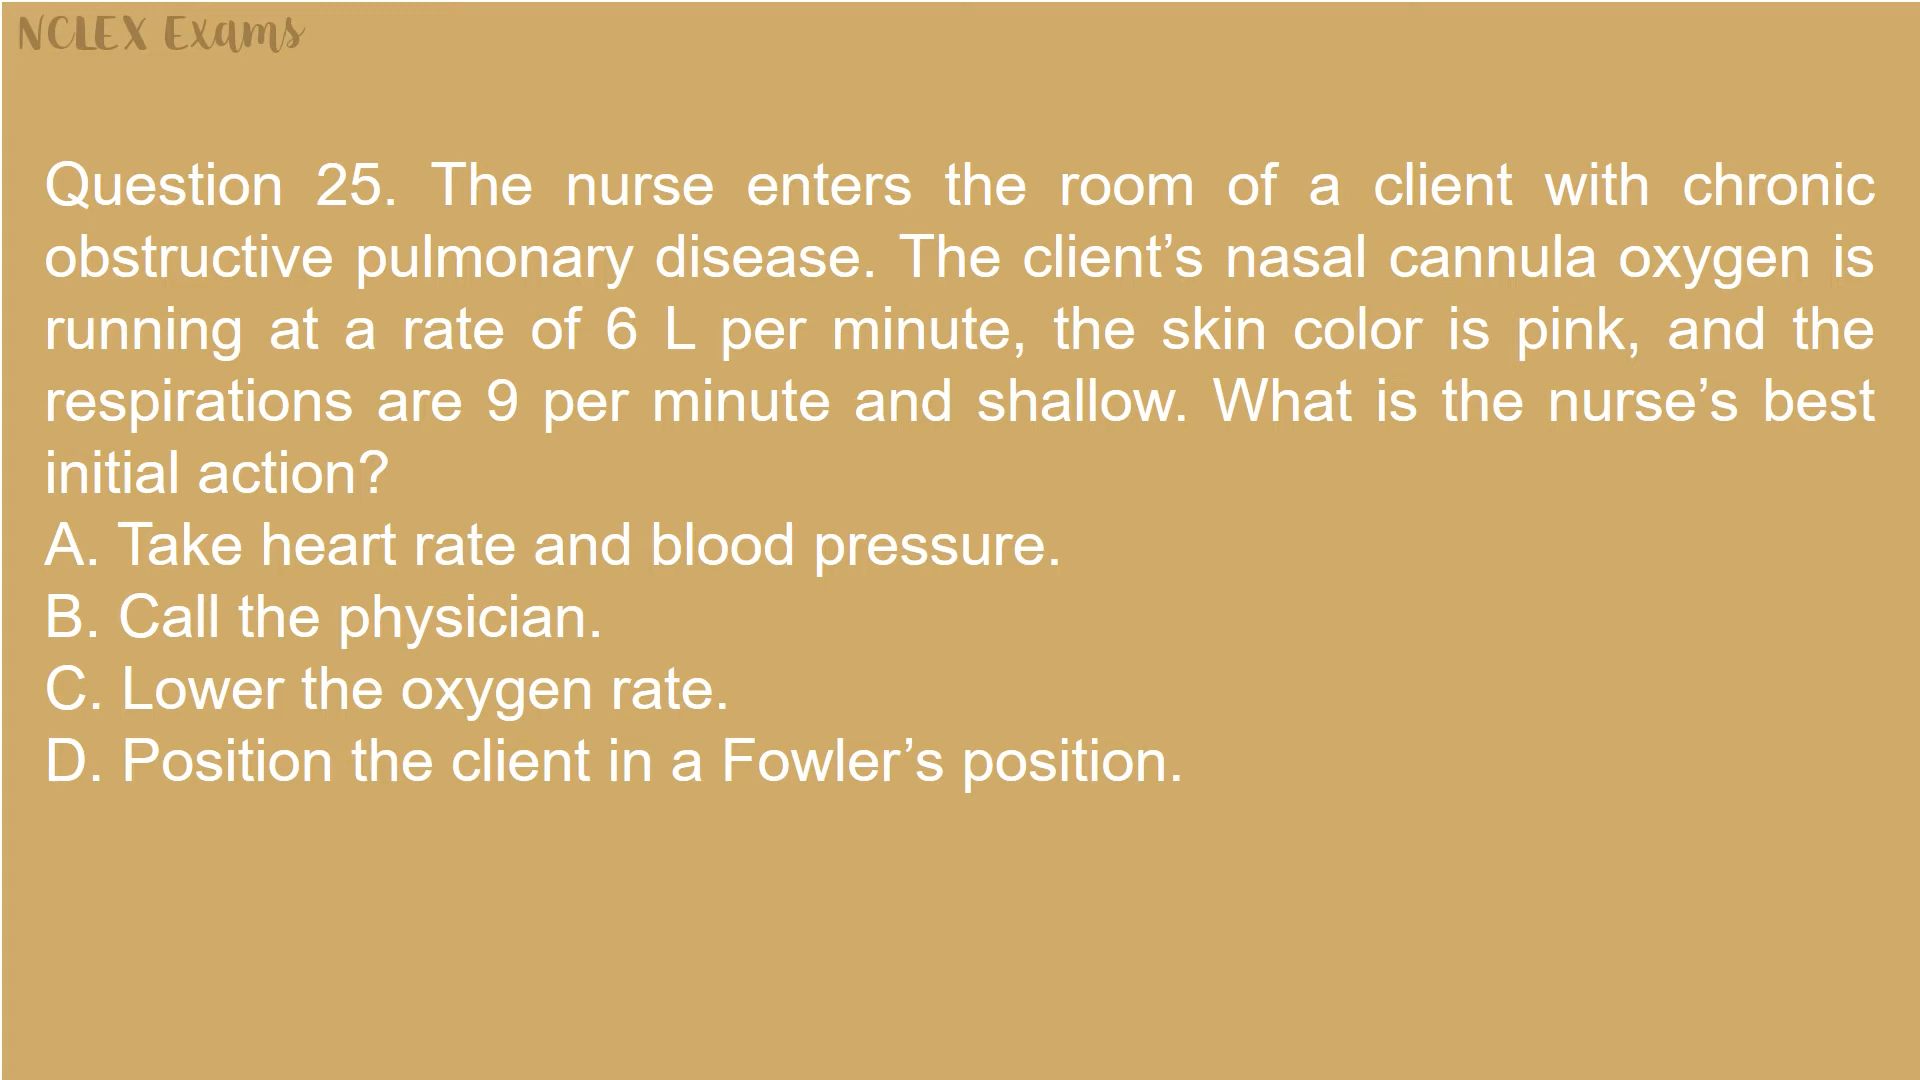 NCLEX Exams
Question 25. The nurse enters the room of a client with chronic
obstructive pulmonary disease. The client’s nasal cannula oxygen is
running at a rate of 6 L per minute, the skin color is pink, and the
respirations are 9 per minute and shallow. What is the nurse’s best
initial action?
A. Take heart rate and blood pressure.
B. Call the physician.
C. Lower the oxygen rate.
D. Position the client in a Fowler’s position.